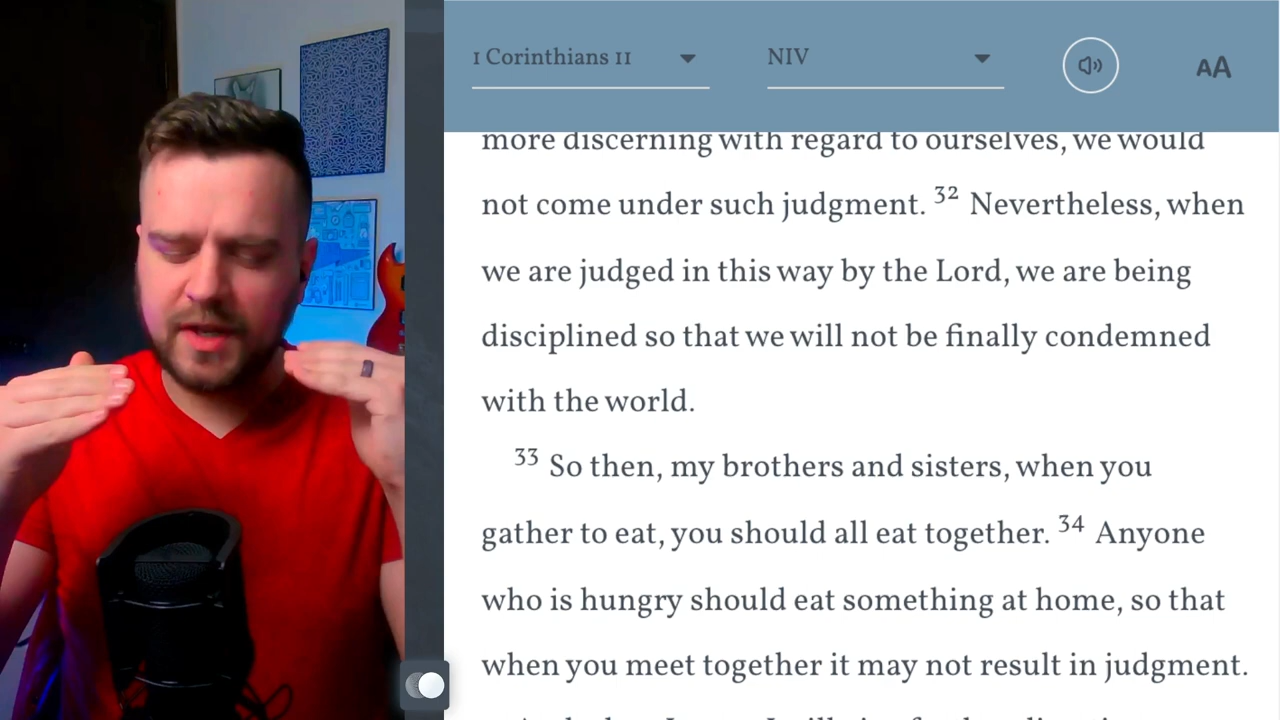 1 Corinthians 11
NIV
AA
more discerning with regard to ourselves, we would
not come under such judgment. 32 Nevertheless, when
we are judged in this way by the Lord, we are being
disciplined so that we will not be finally condemned
with the world.
33 So then, my brothers and sisters, when you
gather to eat, you should all eat together. 34 Anyone
who is hungry should eat something at home, so that
when you meet together it may not result in judgment.